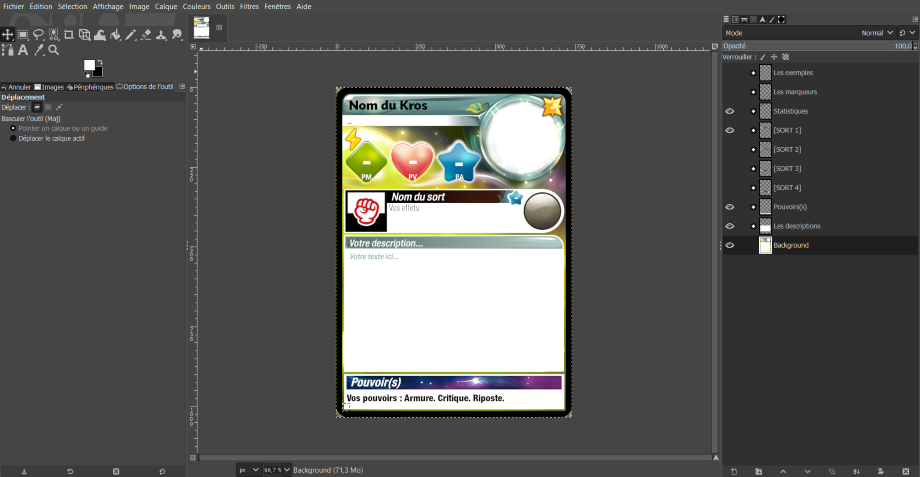 Fichier Édition Sélection Affichage Image Calque Couleurs Outils Filtres Fenêtres Aide
Annuler Images Périphériques Options de l'outil
Déplacement
Déplacer :
Basculer l'outil (Maj)
Pointer un calque ou un guide
Déplacer le calque actif
Nom du Kros
PM PV PA
Nom du sort
Vos effets
Votre description...
Votre texte ici...
Pouvoir(s)
Vos pouvoirs : Armure. Critique. Riposte.
px 66,7 % Background (71,3 Mo)
Mode Normal
Opacité 100,0
Verrouiller :
Les exemples
Les marqueurs
Statistiques
[SORT 1]
[SORT 2]
[SORT 3]
[SORT 4]
Pouvoirs(s)
Les descriptions
Background